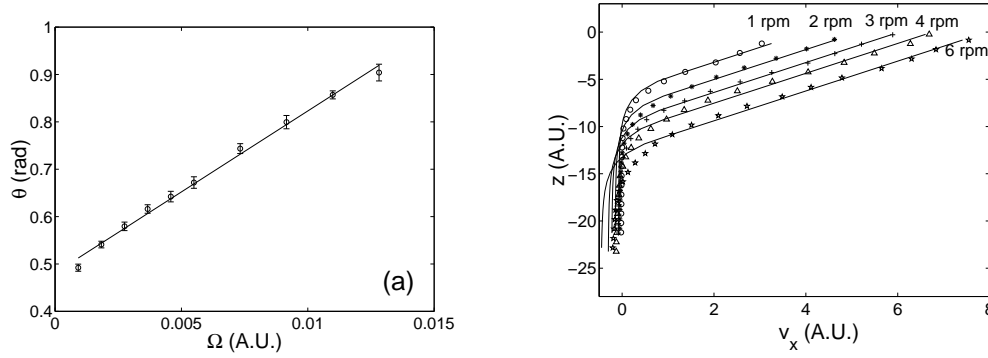 1
0.9
0.8
0.7
0.6
0.5
0.4
θ (rad)
0 0.005 0.01 0.015
Ω (A.U.)
(a)
1 rpm 2 rpm 3 rpm 4 rpm
6 rpm
0
−5
−10
−15
−20
−25
z (A.U.)
0 2 4 6 8
v_x (A.U.)